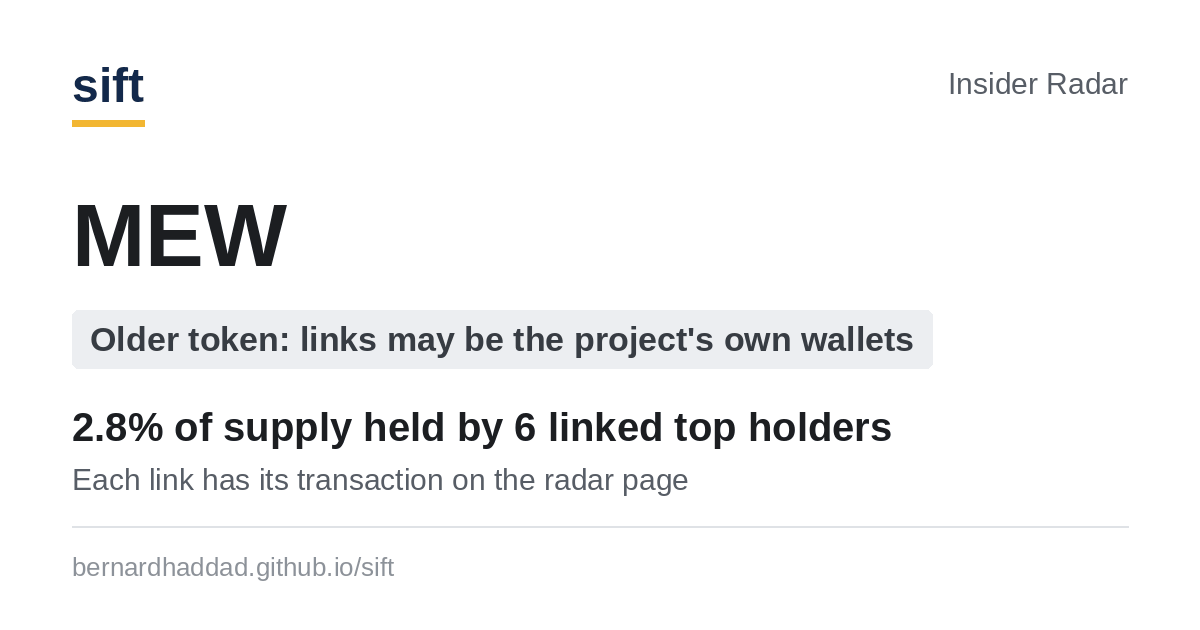 sift
Insider Radar
MEW
Older token: links may be the project's own wallets
2.8% of supply held by 6 linked top holders
Each link has its transaction on the radar page
bernardhaddad.github.io/sift